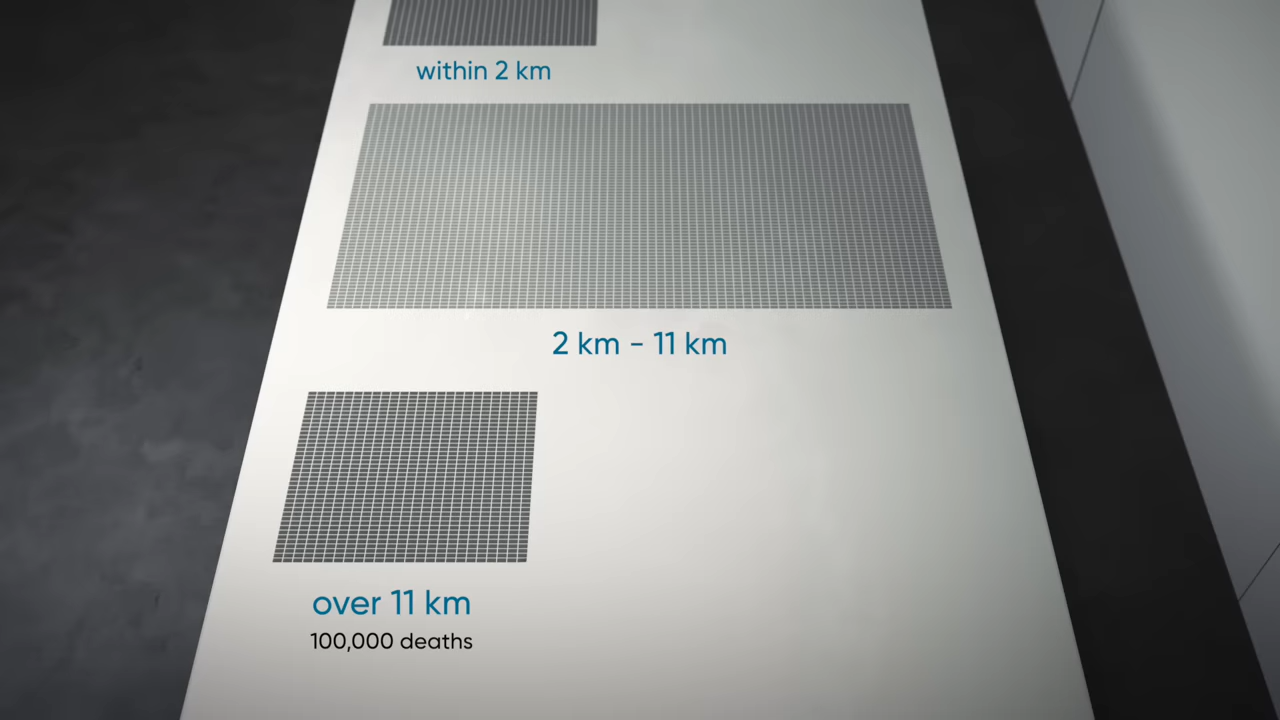 within 2 km
2 km - 11 km
over 11 km
100,000 deaths